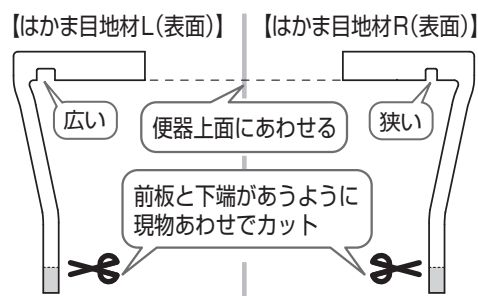 【はかま目地材L(表面)】
【はかま目地材R(表面)】
広い
便器上面にあわせる
狭い
前板と下端があうように
現物あわせでカット